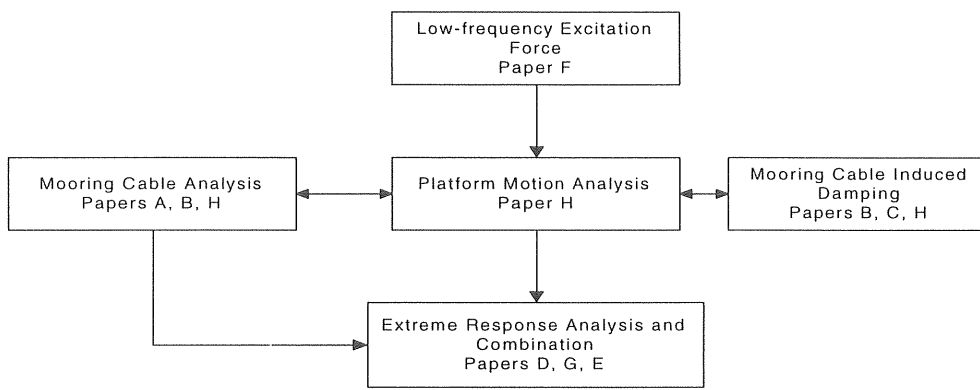 Low-frequency Excitation
Force
Paper F
Mooring Cable Analysis
Papers A, B, H
Platform Motion Analysis
Paper H
Mooring Cable Induced
Damping
Papers B, C, H
Extreme Response Analysis and
Combination
Papers D, G, E